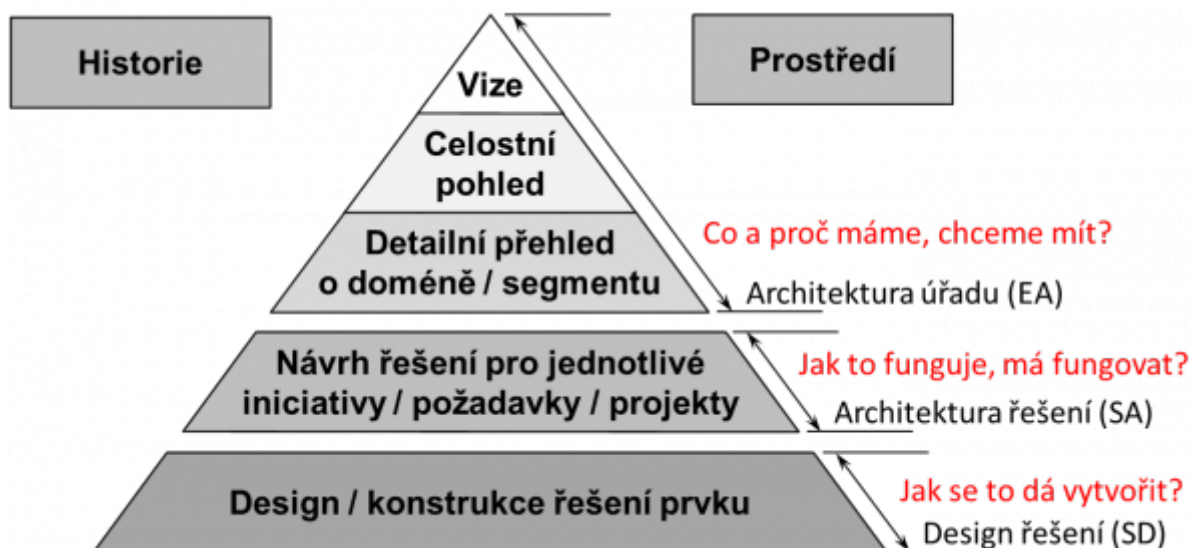 Historie
Prostředí
Vize
Celostní
pohled
Detailní přehled
o doméně / segmentu
Co a proč máme, chceme mít?
Architektura úřadu (EA)
Návrh řešení pro jednotlivé
iniciativy / požadavky / projekty
Jak to funguje, má fungovat?
Architektura řešení (SA)
Design / konstrukce řešení prvku
Jak se to dá vytvořit?
Design řešení (SD)